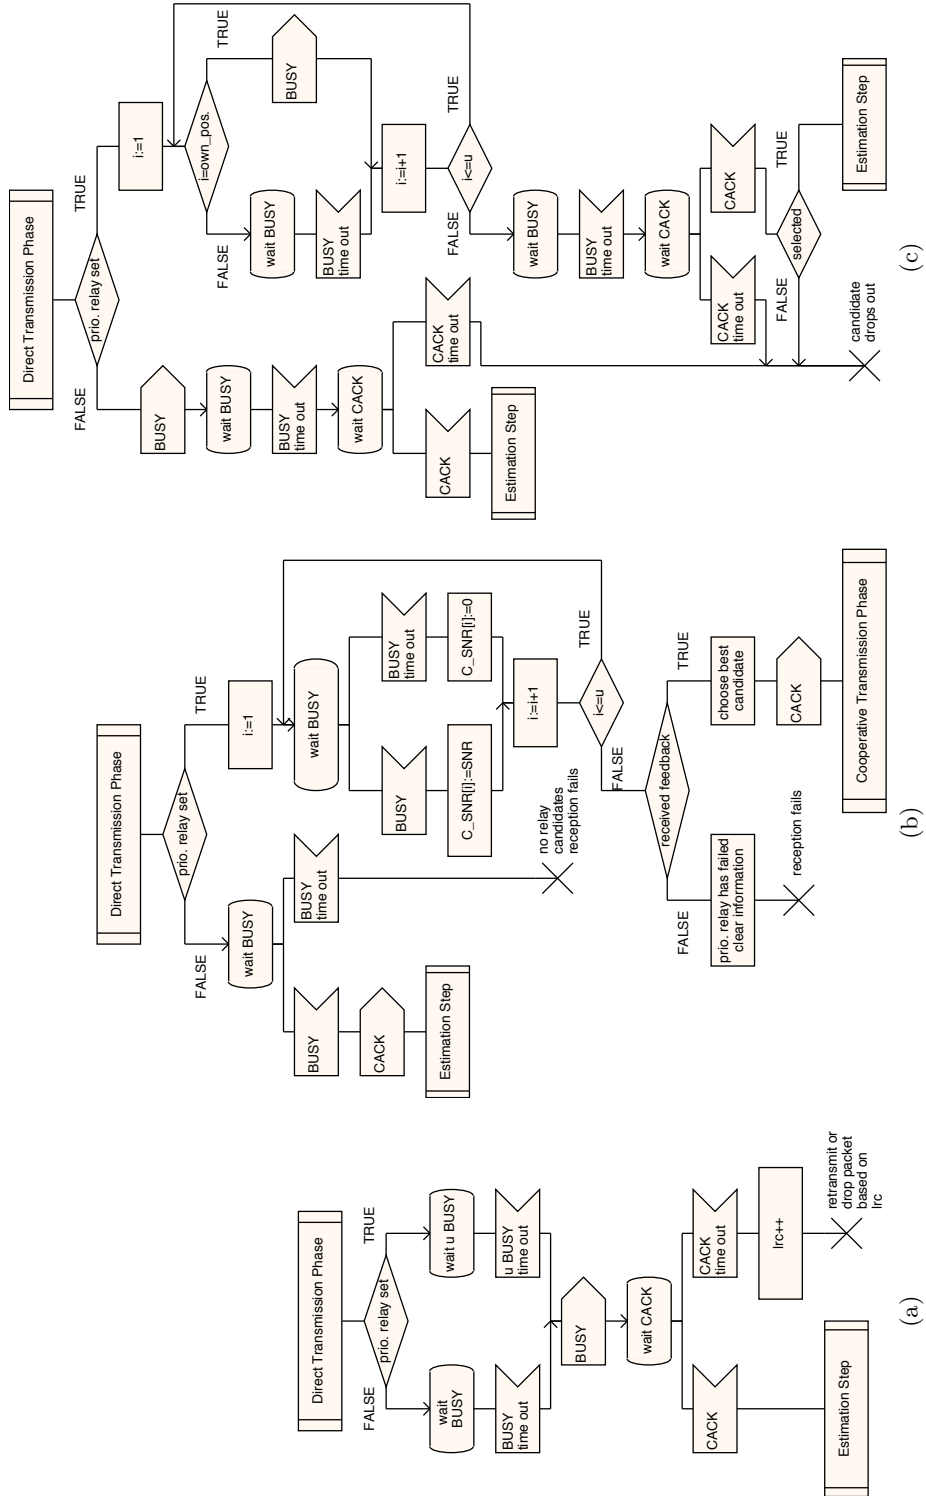 Direct Transmission Phase
prio. relay set
FALSE
TRUE
wait
BUSY
wait u BUSY
BUSY
time out
u BUSY
time out
BUSY
wait CACK
CACK
CACK
time out
lrc++
Estimation Step
retransmit or
drop packet
based on
lrc
(a)
Direct Transmission Phase
prio. relay set
FALSE
TRUE
wait BUSY
i:=1
BUSY
BUSY
time out
wait BUSY
CACK
Estimation Step
BUSY
BUSY
time out
C_SNR[i]:=SNR
C_SNR[i]:=0
i:=i+1
no relay
candidates
reception fails
i<=u
TRUE
FALSE
received feedback
FALSE
TRUE
prio. relay has failed
clear information
choose best
candidate
reception fails
CACK
Cooperative Transmission Phase
(b)
Direct Transmission Phase
prio. relay set
FALSE
TRUE
BUSY
i:=1
wait BUSY
i=own_pos.
FALSE
TRUE
BUSY
time out
wait BUSY
BUSY
wait CACK
BUSY
time out
i:=i+1
CACK
CACK
time out
i<=u
FALSE
TRUE
Estimation Step
wait BUSY
BUSY
time out
wait CACK
CACK
time out
CACK
selected
FALSE
TRUE
candidate
drops out
Estimation Step
(c)